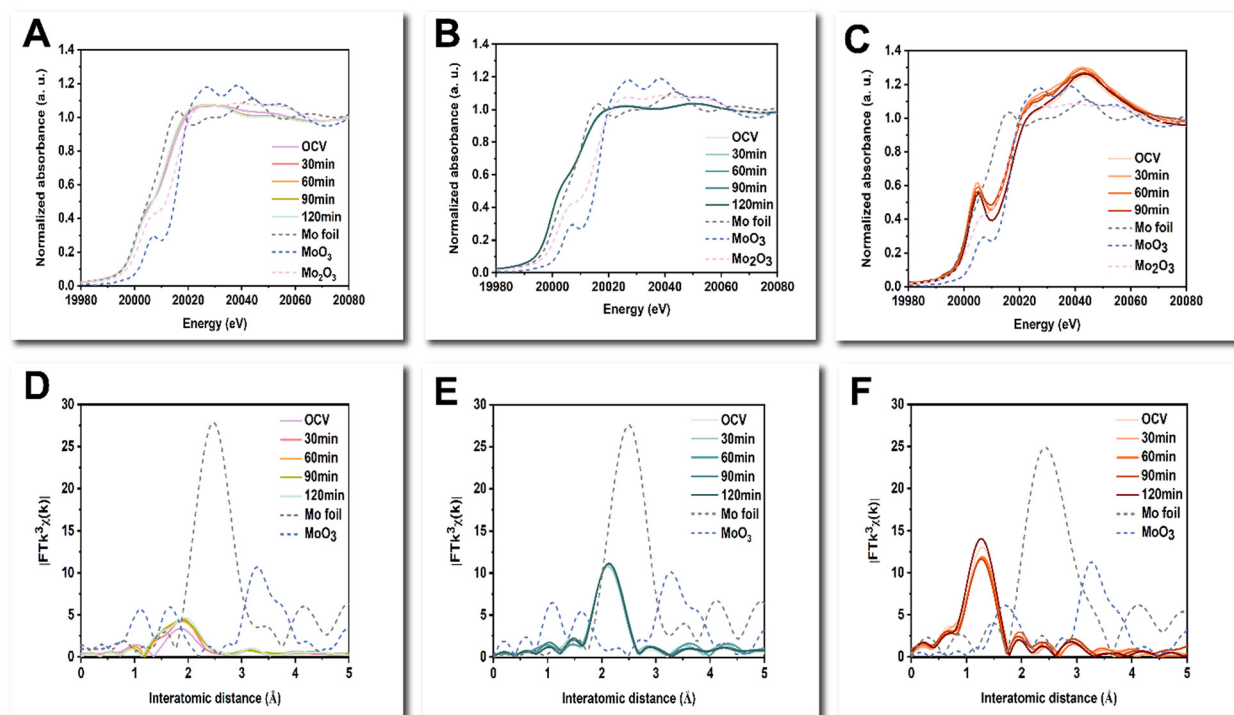 A
Normalized absorbance (a. u.)
1.4
1.2
1.0
0.8
0.6
0.4
0.2
0.0
OCV
30min
60min
90min
120min
Mo foil
MoO₃
Mo₂O₃
19980 20000 20020 20040 20060 20080
Energy (eV)
B
Normalized absorbance (a. u.)
1.4
1.2
1.0
0.8
0.6
0.4
0.2
0.0
OCV
30min
60min
90min
120min
Mo foil
MoO₃
Mo₂O₃
19980 20000 20020 20040 20060 20080
Energy (eV)
C
Normalized absorbance (a. u.)
1.4
1.2
1.0
0.8
0.6
0.4
0.2
0.0
OCV
30min
60min
90min
Mo foil
MoO₃
Mo₂O₃
19980 20000 20020 20040 20060 20080
Energy (eV)
D
|FTk³χ(k)|
30
25
20
15
10
5
0
OCV
30min
60min
90min
120min
Mo foil
MoO₃
0 1 2 3 4 5
Interatomic distance (Å)
E
|FTk³χ(k)|
30
25
20
15
10
5
0
OCV
30min
60min
90min
120min
Mo foil
MoO₃
0 1 2 3 4 5
Interatomic distance (Å)
F
|FTk³χ(k)|
30
25
20
15
10
5
0
OCV
30min
60min
90min
120min
Mo foil
MoO₃
0 1 2 3 4 5
Interatomic distance (Å)